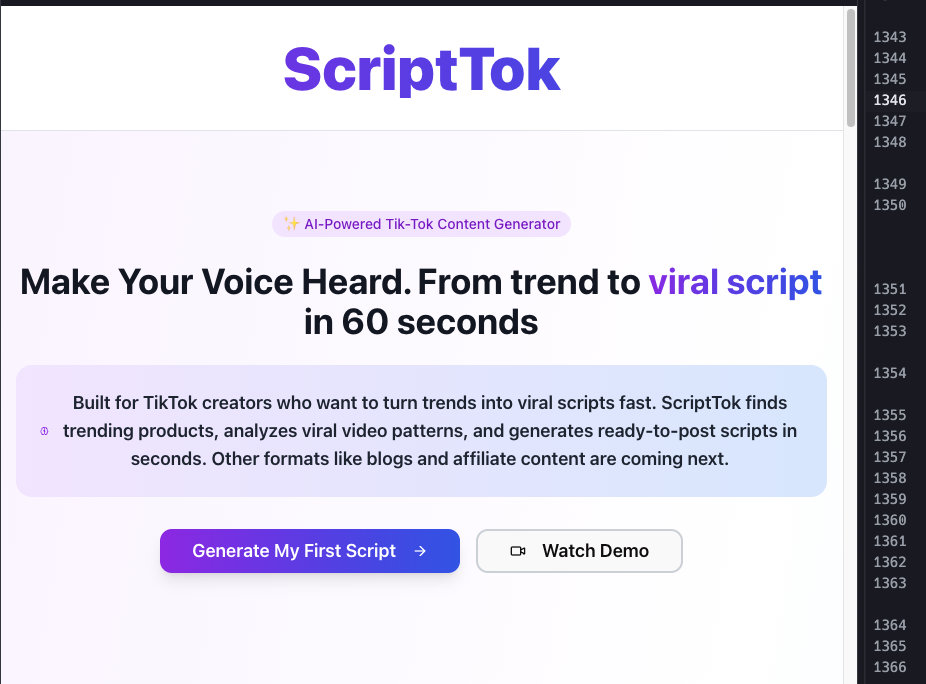 ScriptTok
✨ AI-Powered Tik-Tok Content Generator
Make Your Voice Heard. From trend to viral script
in 60 seconds
Built for TikTok creators who want to turn trends into viral scripts fast. ScriptTok finds
trending products, analyzes viral video patterns, and generates ready-to-post scripts in
seconds. Other formats like blogs and affiliate content are coming next.
Generate My First Script →
Watch Demo
1343
1344
1345
1346
1347
1348
1349
1350
1351
1352
1353
1354
1355
1356
1357
1358
1359
1360
1361
1362
1363
1364
1365
1366